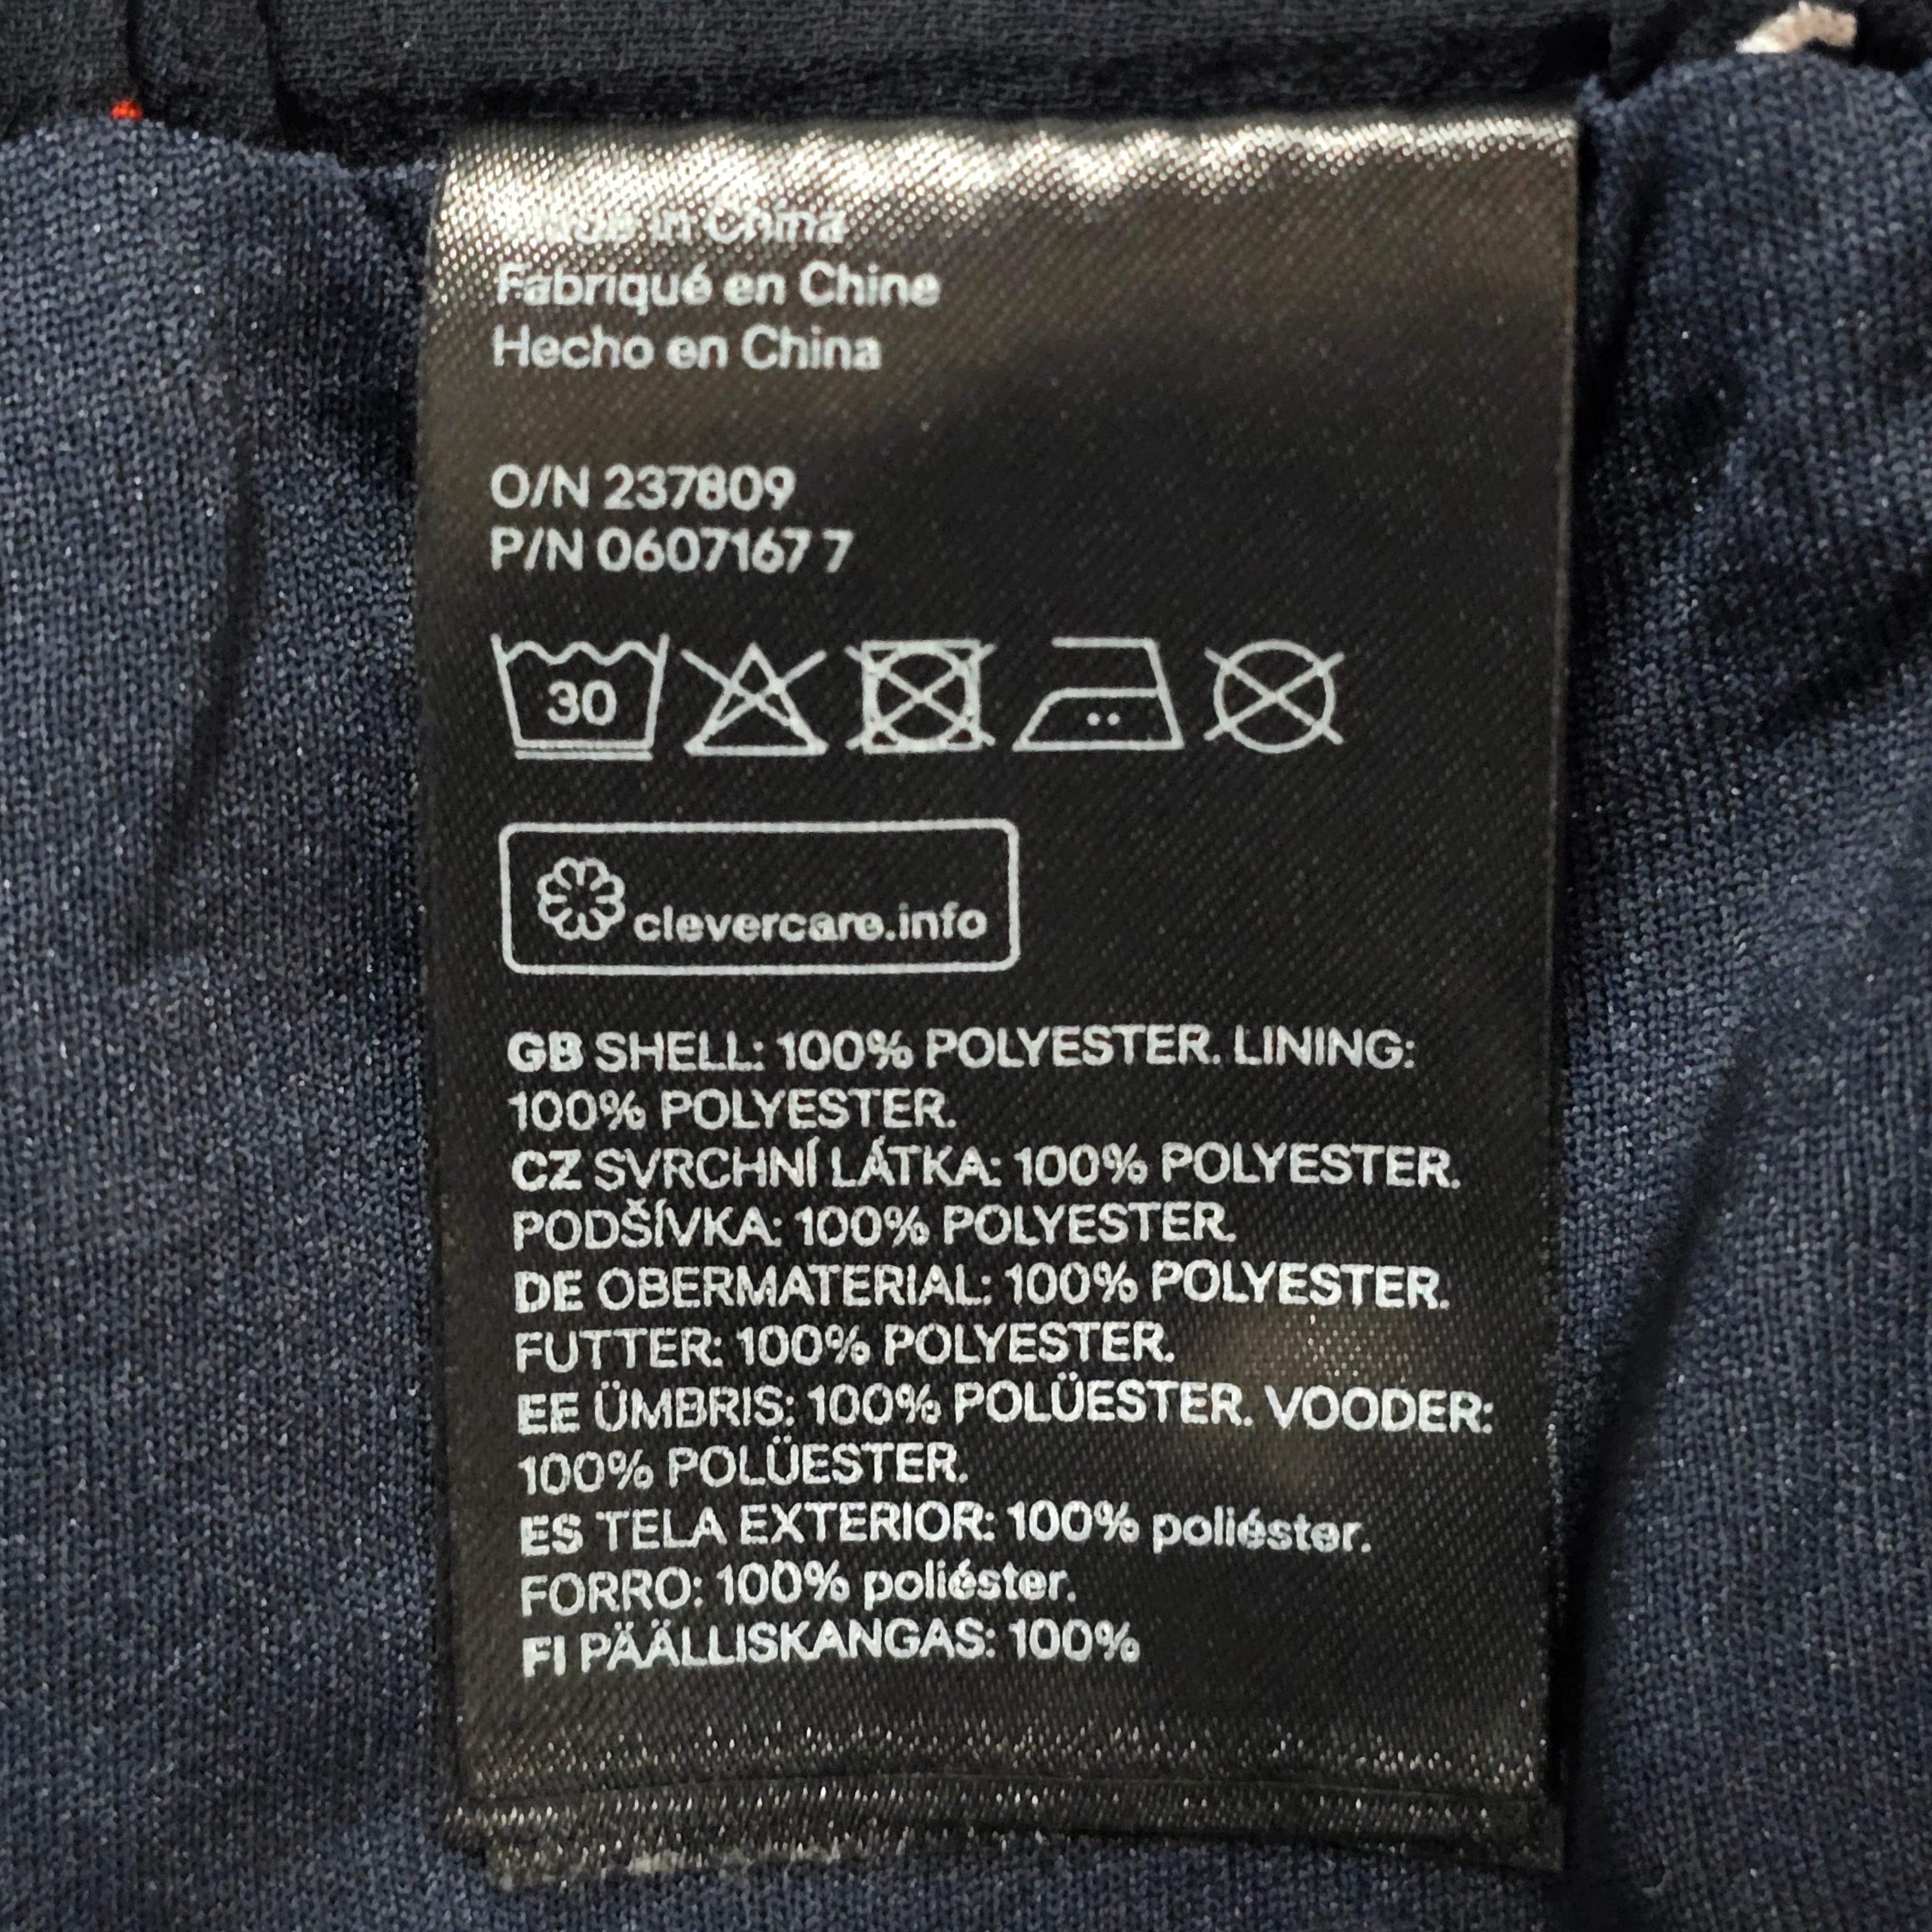 Made in China
Fabriqué en Chine
Hecho en China
O/N 237809
P/N 0607167 7
30
clevercare.info
GB SHELL: 100% POLYESTER. LINING:
100% POLYESTER.
CZ SVRCHNÍ LÁTKA: 100% POLYESTER.
PODŠÍVKA: 100% POLYESTER.
DE OBERMATERIAL: 100% POLYESTER.
FUTTER: 100% POLYESTER.
EE ÜMBRIS: 100% POLÜESTER. VOODER:
100% POLÜESTER.
ES TELA EXTERIOR: 100% poliéster.
FORRO: 100% poliéster.
FI PÄÄLLISKANGAS: 100%